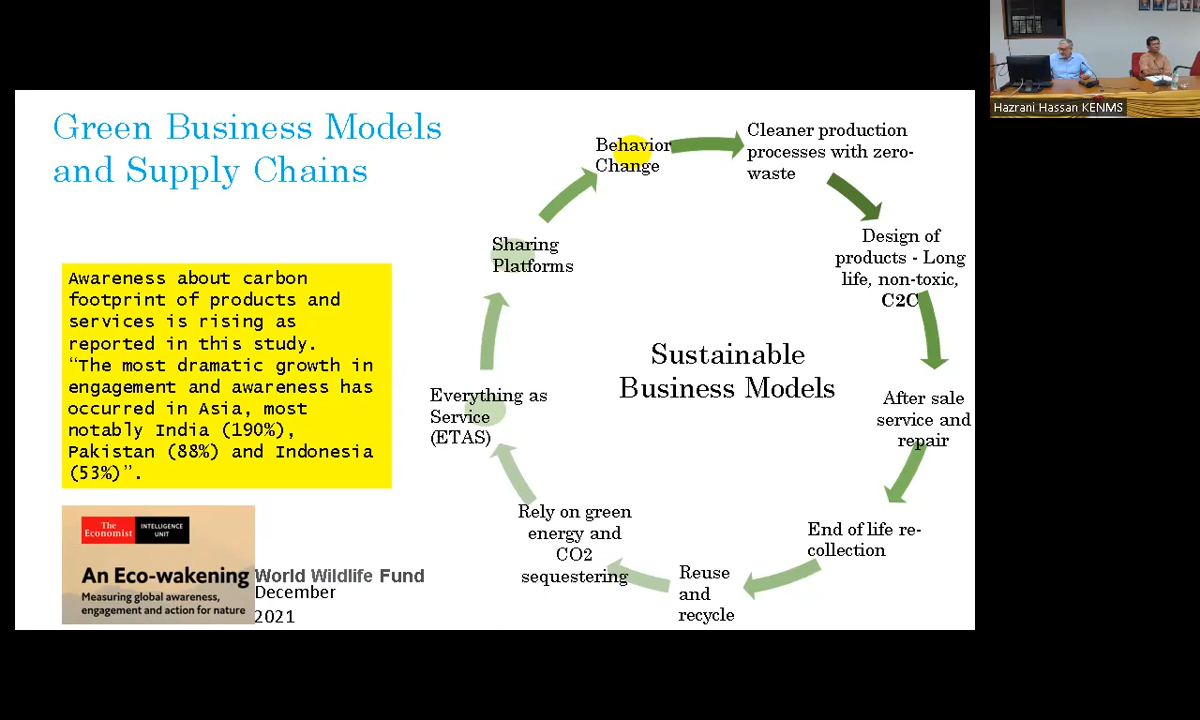 Green Business Models
and Supply Chains
Awareness about carbon
footprint of products and
services is rising as
reported in this study.
“The most dramatic growth in
engagement and awareness has
occurred in Asia, most
notably India (190%),
Pakistan (88%) and Indonesia
(53%)”.
The
Economist
INTELLIGENCE
UNIT
An Eco-wakening
Measuring global awareness,
engagement and action for nature
World Wildlife Fund
December
2021
Behavior
Change
Cleaner production
processes with zero-
waste
Design of
products - Long
life, non-toxic,
C2C
After sale
service and
repair
End of life re-
collection
Reuse
and
recycle
Rely on green
energy and
CO2
sequestering
Everything as
Service
(ETAS)
Sharing
Platforms
Sustainable
Business Models
Hazrani Hassan KENMS